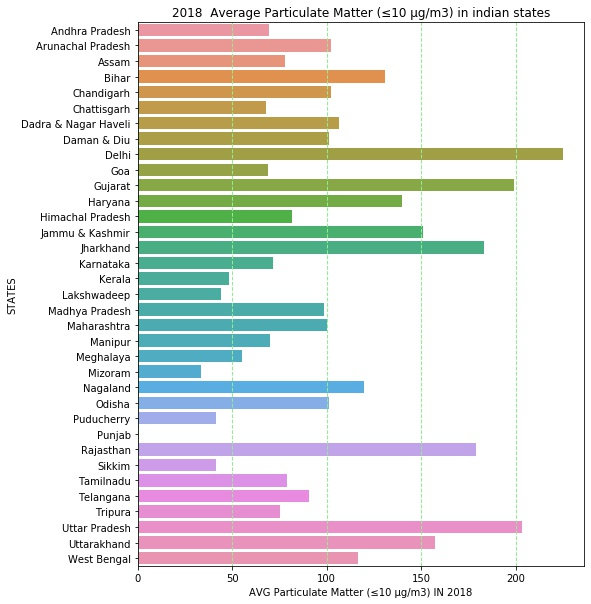 2018  Average Particulate Matter (≤10 μg/m3) in indian states
STATES
Andhra Pradesh
Arunachal Pradesh
Assam
Bihar
Chandigarh
Chattisgarh
Dadra & Nagar Haveli
Daman & Diu
Delhi
Goa
Gujarat
Haryana
Himachal Pradesh
Jammu & Kashmir
Jharkhand
Karnataka
Kerala
Lakshwadeep
Madhya Pradesh
Maharashtra
Manipur
Meghalaya
Mizoram
Nagaland
Odisha
Puducherry
Punjab
Rajasthan
Sikkim
Tamilnadu
Telangana
Tripura
Uttar Pradesh
Uttarakhand
West Bengal
0 50 100 150 200
AVG Particulate Matter (≤10 μg/m3) IN 2018